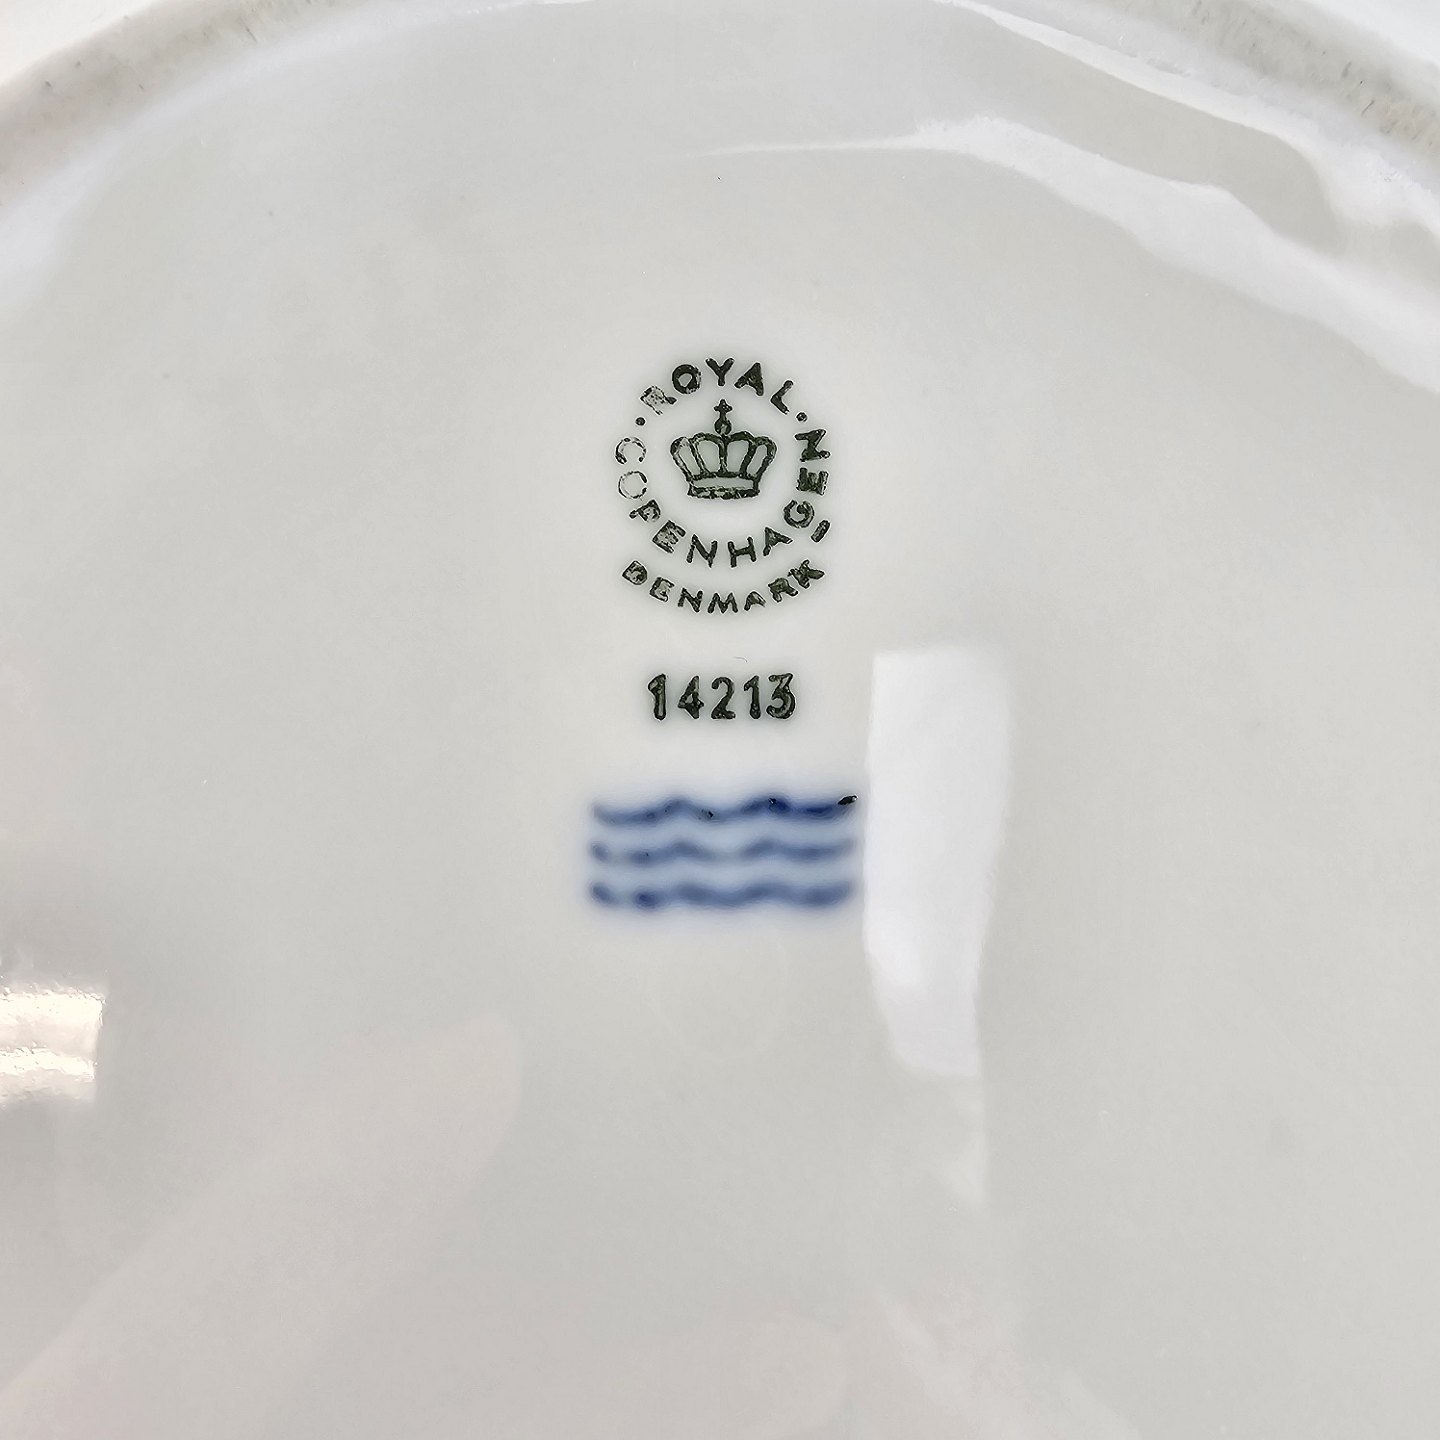 · ROYAL ·
COPENHAGEN
DENMARK
14213